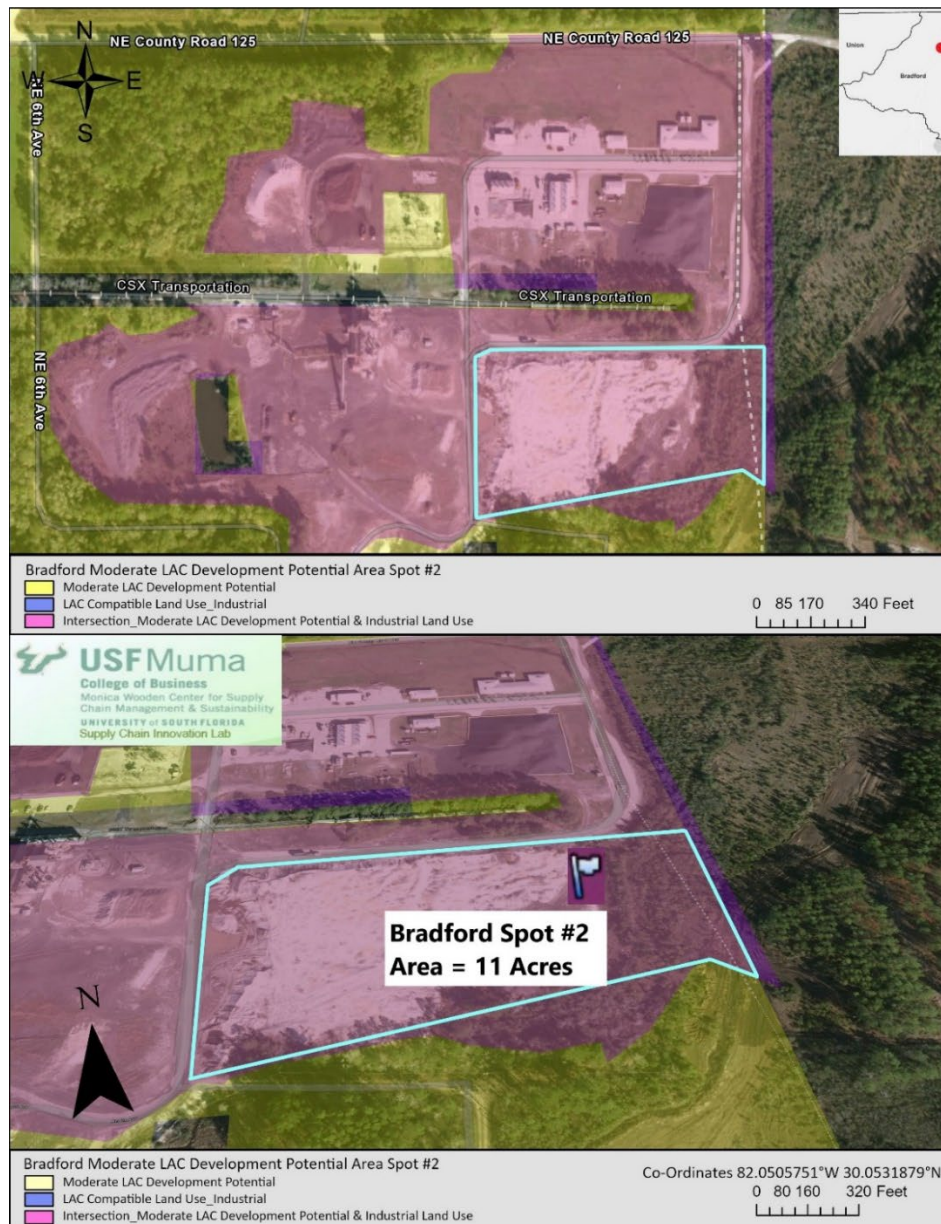 N
NE County Road 125
NE County Road 125
Union
Bradford
W
E
S
NE 6th Ave
CSX Transportation
CSX Transportation
NE 6th Ave
Bradford Moderate LAC Development Potential Area Spot #2
Moderate LAC Development Potential
LAC Compatible Land Use_Industrial
Intersection_Moderate LAC Development Potential & Industrial Land Use
0 85 170 340 Feet
USF Muma
College of Business
Monica Wooden Center for Supply
Chain Management & Sustainability
UNIVERSITY of SOUTH FLORIDA
Supply Chain Innovation Lab
Bradford Spot #2
Area = 11 Acres
N
Bradford Moderate LAC Development Potential Area Spot #2
Moderate LAC Development Potential
LAC Compatible Land Use_Industrial
Intersection_Moderate LAC Development Potential & Industrial Land Use
Co-Ordinates 82.0505751°W 30.0531879°N
0 80 160 320 Feet